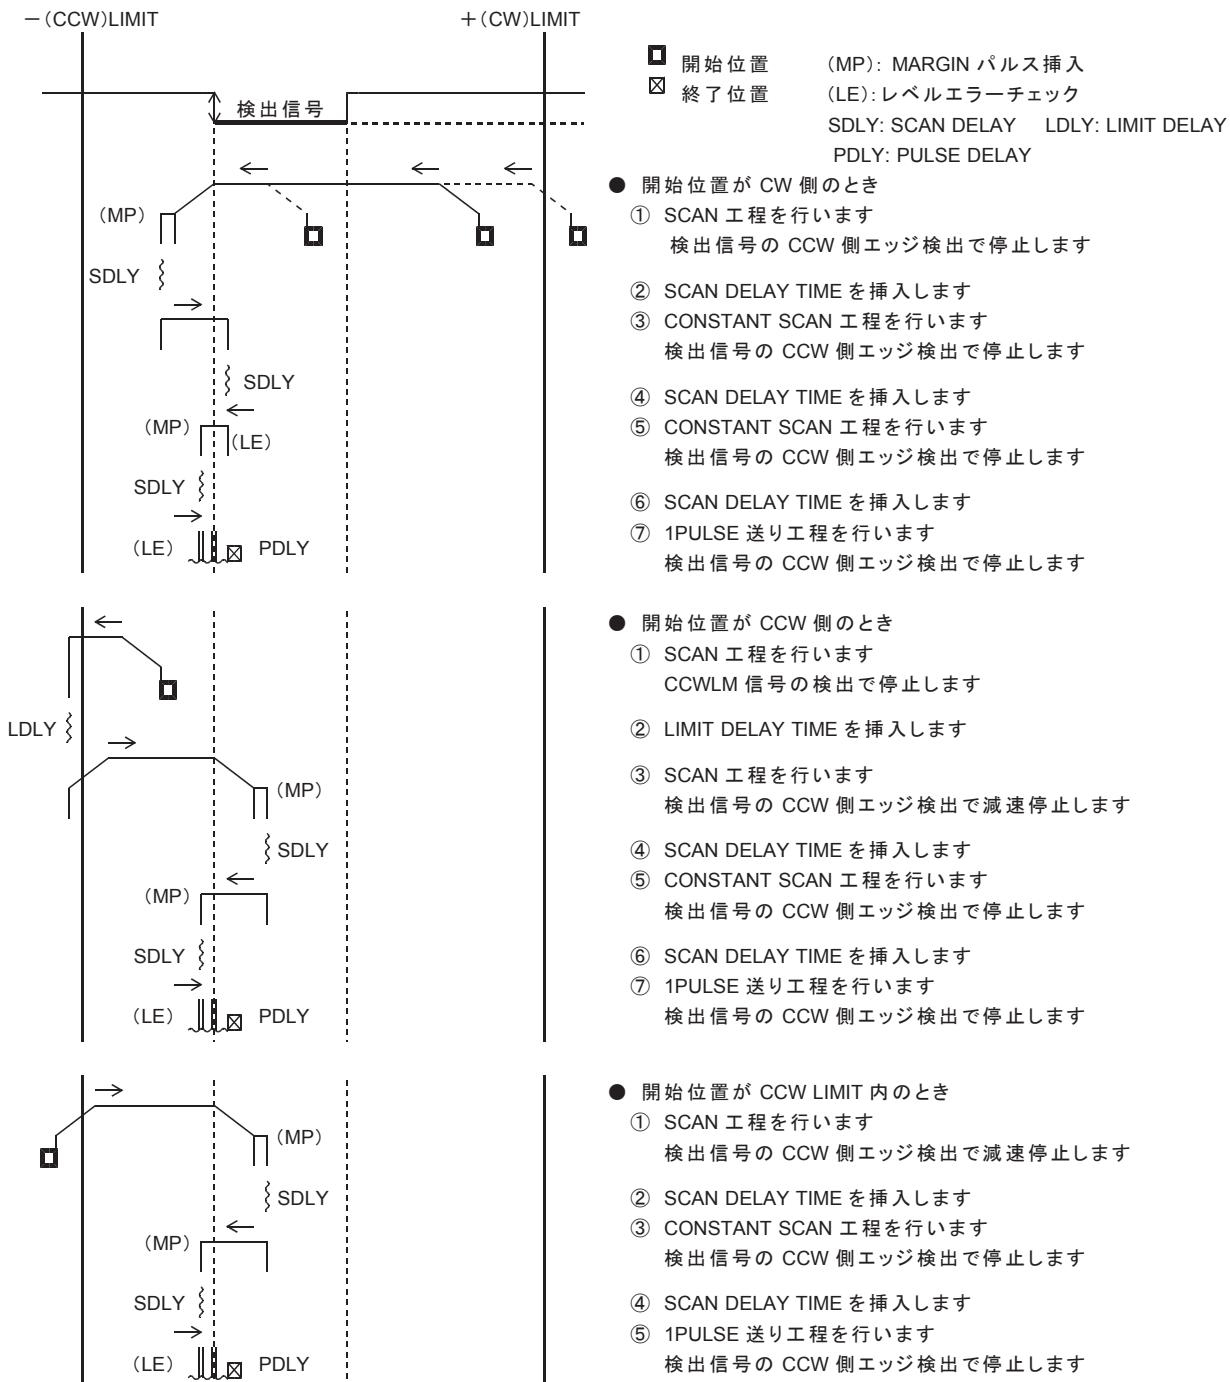 －(CCW)LIMIT
＋(CW)LIMIT
開始位置 (MP): MARGIN パルス挿入
終了位置 (LE):レベルエラーチェック
SDLY: SCAN DELAY LDLY: LIMIT DELAY
PDLY: PULSE DELAY
検出信号
(MP)
SDLY
SDLY
(MP)
(LE)
SDLY
(LE)
PDLY
● 開始位置が CW 側のとき
① SCAN 工程を行います
検出信号の CCW 側エッジ検出で停止します
② SCAN DELAY TIME を挿入します
③ CONSTANT SCAN 工程を行います
検出信号の CCW 側エッジ検出で停止します
④ SCAN DELAY TIME を挿入します
⑤ CONSTANT SCAN 工程を行います
検出信号の CCW 側エッジ検出で停止します
⑥ SCAN DELAY TIME を挿入します
⑦ 1PULSE 送り工程を行います
検出信号の CCW 側エッジ検出で停止します
LDLY
(MP)
SDLY
(MP)
SDLY
(LE)
PDLY
● 開始位置が CCW 側のとき
① SCAN 工程を行います
CCWLM 信号の検出で停止します
② LIMIT DELAY TIME を挿入します
③ SCAN 工程を行います
検出信号の CCW 側エッジ検出で減速停止します
④ SCAN DELAY TIME を挿入します
⑤ CONSTANT SCAN 工程を行います
検出信号の CCW 側エッジ検出で停止します
⑥ SCAN DELAY TIME を挿入します
⑦ 1PULSE 送り工程を行います
検出信号の CCW 側エッジ検出で停止します
(MP)
SDLY
(MP)
SDLY
(LE)
PDLY
● 開始位置が CCW LIMIT 内のとき
① SCAN 工程を行います
検出信号の CCW 側エッジ検出で減速停止します
② SCAN DELAY TIME を挿入します
③ CONSTANT SCAN 工程を行います
検出信号の CCW 側エッジ検出で停止します
④ SCAN DELAY TIME を挿入します
⑤ 1PULSE 送り工程を行います
検出信号の CCW 側エッジ検出で停止します